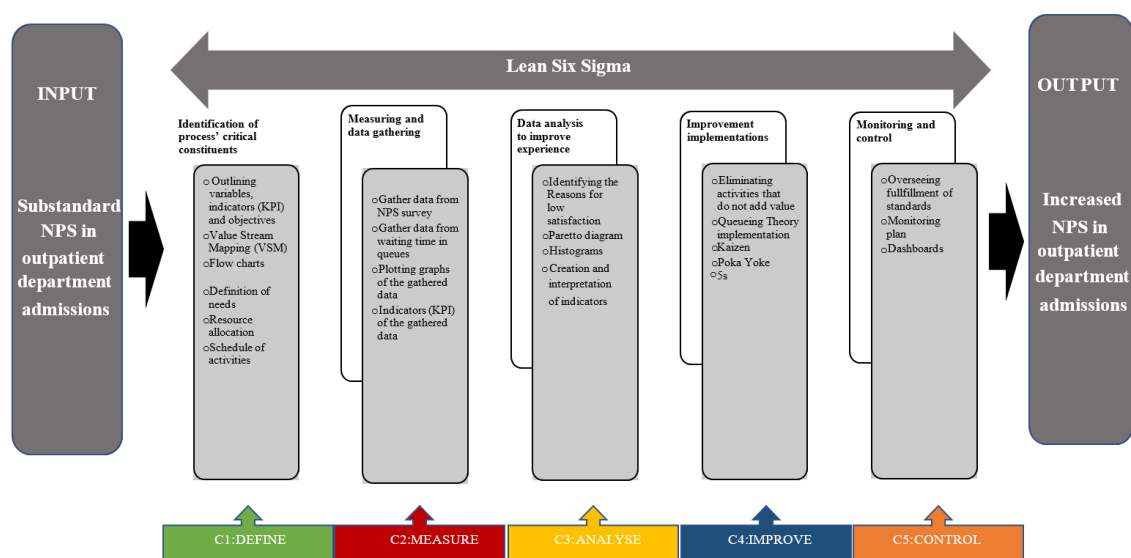 Lean Six Sigma
INPUT
Substandard
NPS in
outpatient
department
admissions
Identification of
process’ critical
constituents
○ Outlining
variables,
indicators (KPI)
and objectives
○Value Stream
Mapping (VSM)
○Flow charts
○Definition of
needs
○Resource
allocation
○Schedule of
activities
Measuring and
data gathering
○Gather data from
NPS survey
○Gather data from
waiting time in
queues
○Plotting graphs
of the gathered
data
○Indicators (KPI)
of the gathered
data
Data analysis
to improve
experience
○Identifying the
Reasons for
low
satisfaction
○Pareto diagram
○Histograms
○Creation and
interpretation
of indicators
Improvement
implementations
○Eliminating
activities that
do not add value
○Queueing Theory
implementation
○Kaizen
○Poka Yoke
○5s
Monitoring and
control
○Overseeing
fullfillment of
standards
○Monitoring
plan
○Dashboards
OUTPUT
Increased
NPS in
outpatient
department
admissions
C1:DEFINE
C2:MEASURE
C3:ANALYSE
C4:IMPROVE
C5:CONTROL